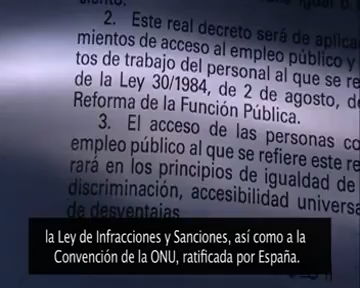 2. Este real decreto será de aplica
mientos de acceso al empleo público y
tos de trabajo del personal al que se re
de la Ley 30/1984, de 2 de agosto, de
Reforma de la Función Pública.
3. El acceso de las personas co
empleo público al que se refiere este re
rará en los principios de igualdad de
discriminación, accesibilidad universa
de desventajas
la Ley de Infracciones y Sanciones, así como a la
Convención de la ONU, ratificada por España.